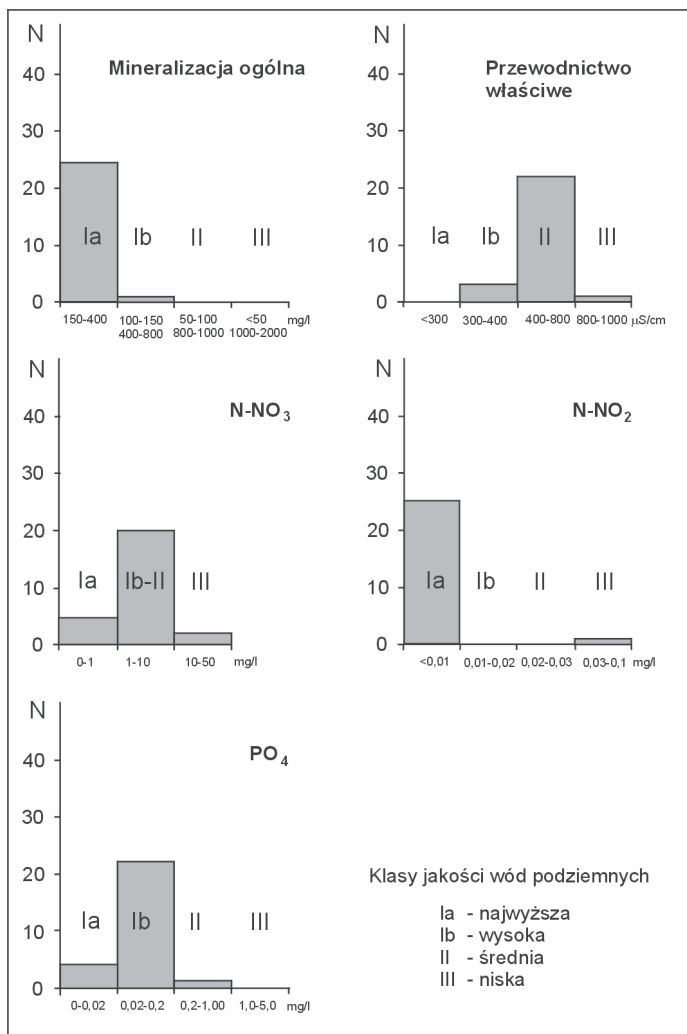 N
Mineralizacja ogólna
40
30
20
10
0
Ia Ib II III
150-400 100-150 50-100 <50 mg/l
400-800 800-1000 1000-2000
N
Przewodnictwo
właściwe
40
30
20
10
0
Ia Ib II III
<300 300-400 400-800 800-1000 µS/cm
N
N-NO₃
40
30
20
10
0
Ia Ib-II III
0-1 1-10 10-50 mg/l
N
N-NO₂
40
30
20
10
0
Ia Ib II III
<0,01 0,01-0,02 0,02-0,03 0,03-0,1 mg/l
N
PO₄
40
30
20
10
0
Ia Ib II III
0-0,02 0,02-0,2 0,2-1,00 1,0-5,0 mg/l
Klasy jakości wód podziemnych
Ia - najwyższa
Ib - wysoka
II - średnia
III - niska